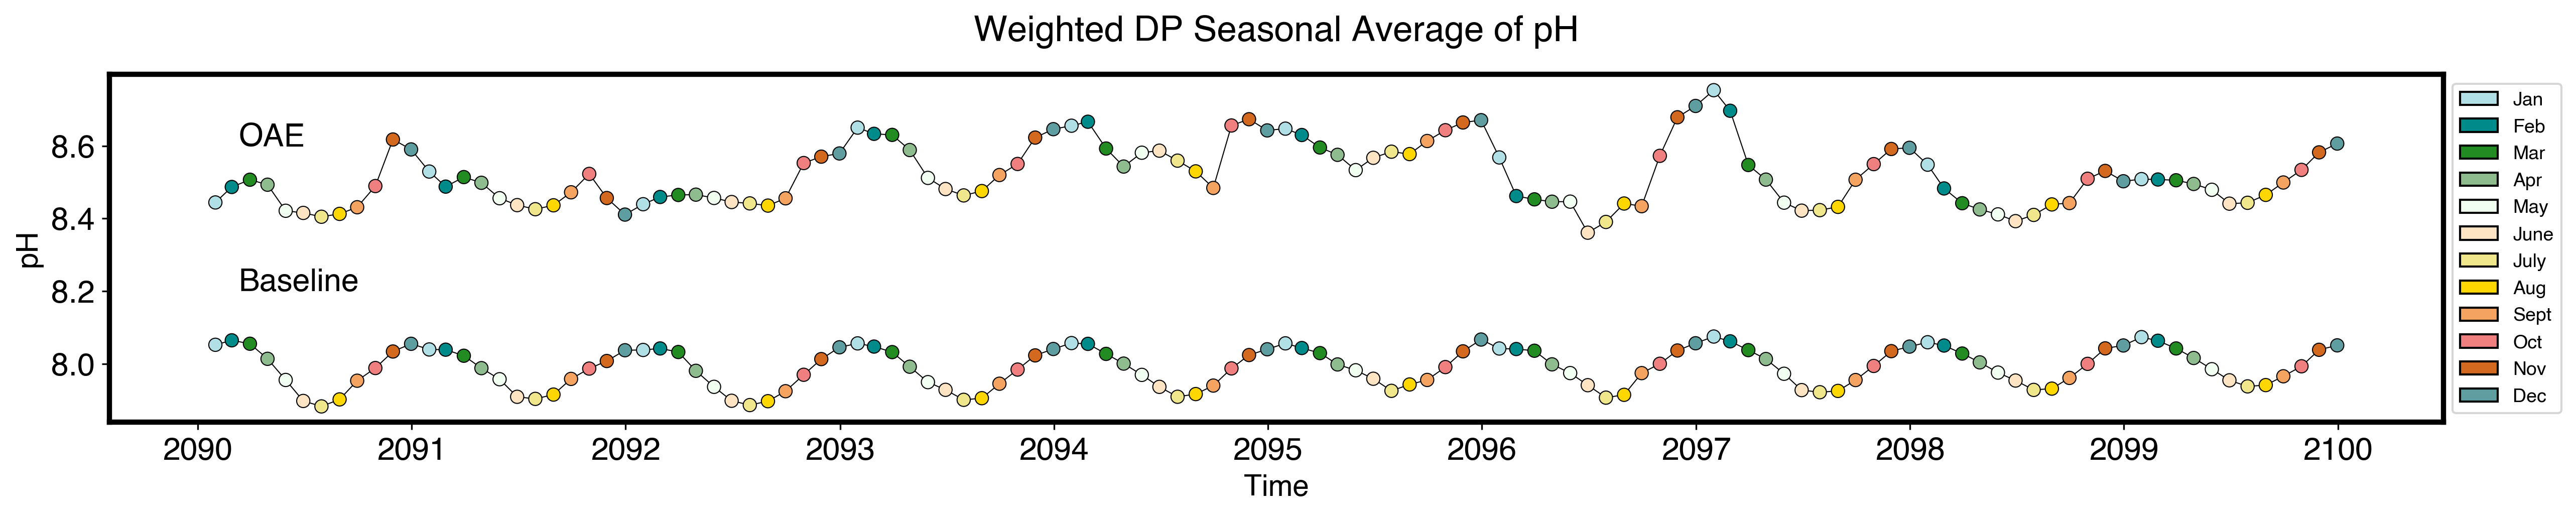 Weighted DP Seasonal Average of pH
OAE
Baseline
pH
8.6
8.4
8.2
8.0
2090 2091 2092 2093 2094 2095 2096 2097 2098 2099 2100
Time
Jan
Feb
Mar
Apr
May
June
July
Aug
Sept
Oct
Nov
Dec